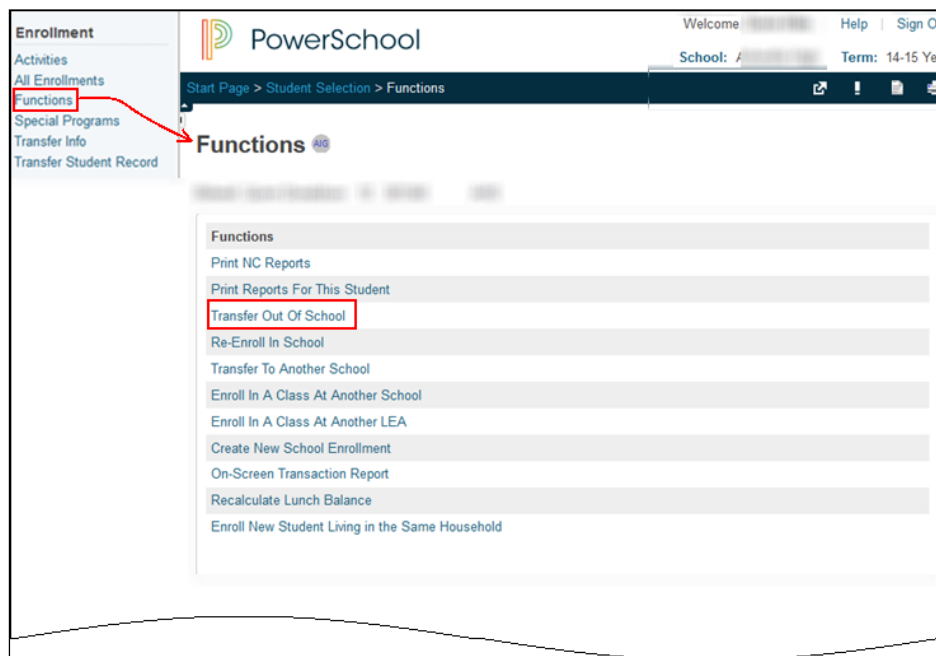 Enrollment
Activities
All Enrollments
Functions
Special Programs
Transfer Info
Transfer Student Record
PowerSchool
Welcome
Help | Sign O
School:
Term: 14-15 Ye
Start Page > Student Selection > Functions
Functions AIG
Functions
Print NC Reports
Print Reports For This Student
Transfer Out Of School
Re-Enroll In School
Transfer To Another School
Enroll In A Class At Another School
Enroll In A Class At Another LEA
Create New School Enrollment
On-Screen Transaction Report
Recalculate Lunch Balance
Enroll New Student Living in the Same Household